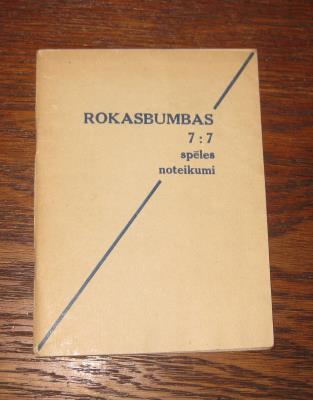 ROKASBUMBAS
7 : 7
spēles
noteikumi